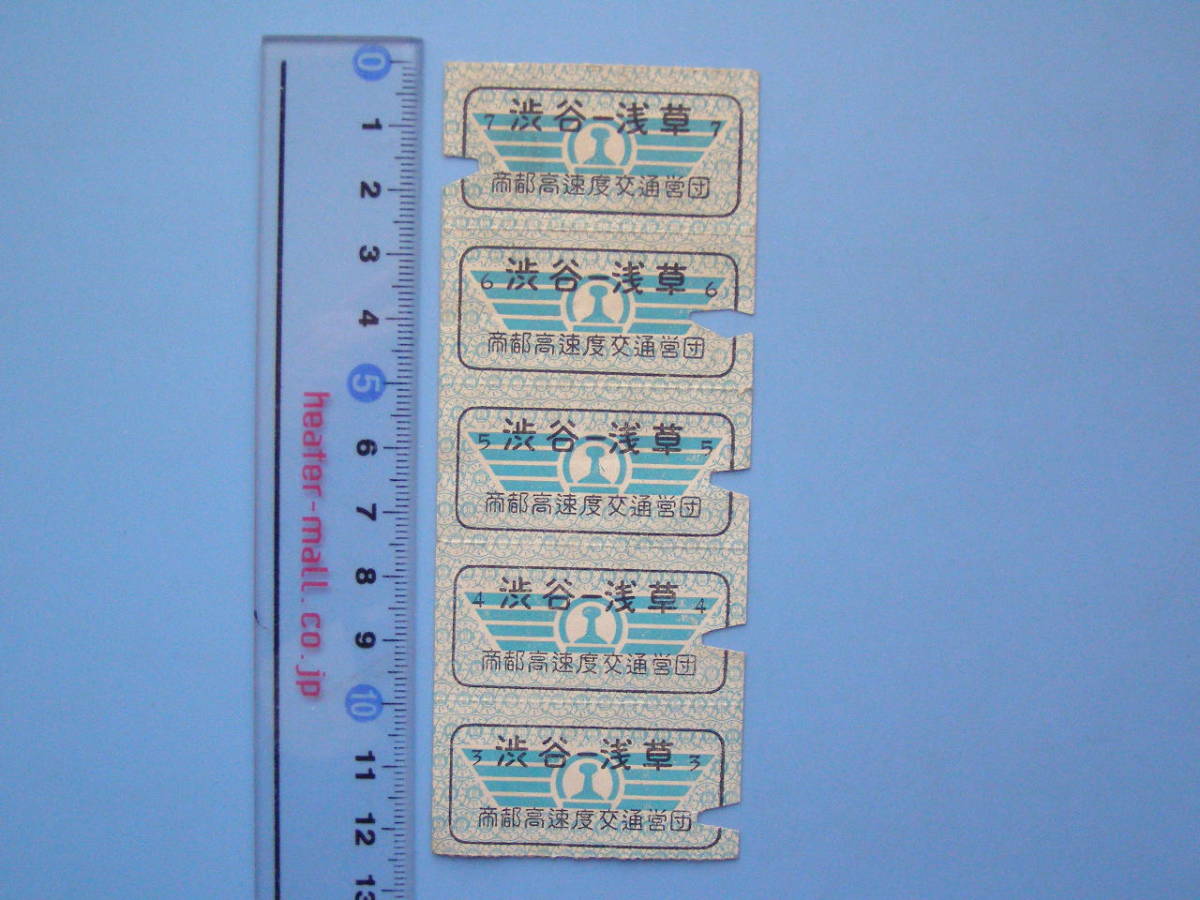 0
1
2
3
4
5
6
7
8
9
10
11
12
13
heater-mall.co.jp
7 渋谷ー浅草 7
帝都高速度交通営団
6 渋谷ー浅草 6
帝都高速度交通営団
5 渋谷ー浅草 5
帝都高速度交通営団
4 渋谷ー浅草 4
帝都高速度交通営団
3 渋谷ー浅草 3
帝都高速度交通営団